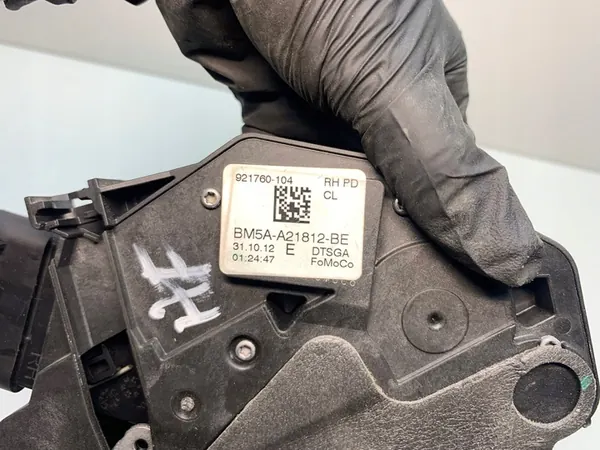 921760-104 RH PD
CL
BM5A-A21812-BE
31.10.12 E DTSGA
01:24:47 FoMoCo